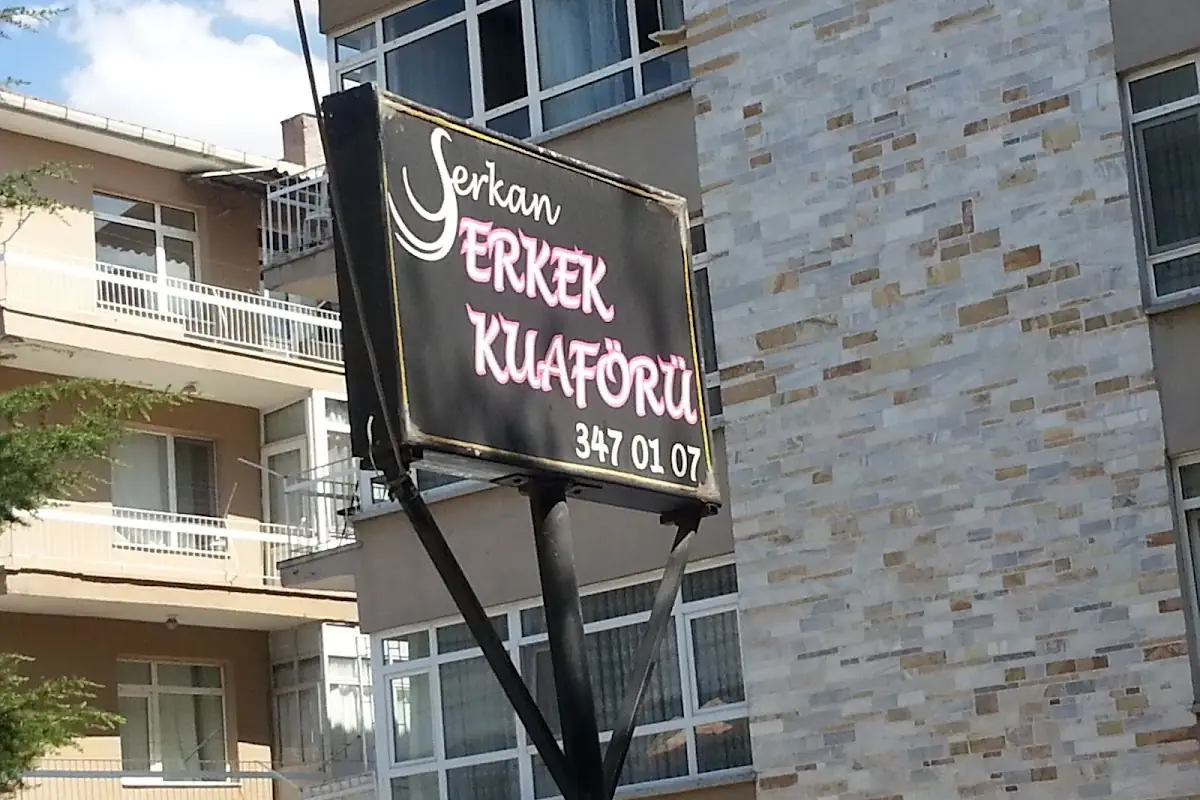 Serkan
ERKEK
KUAFÖRÜ
347 01 07